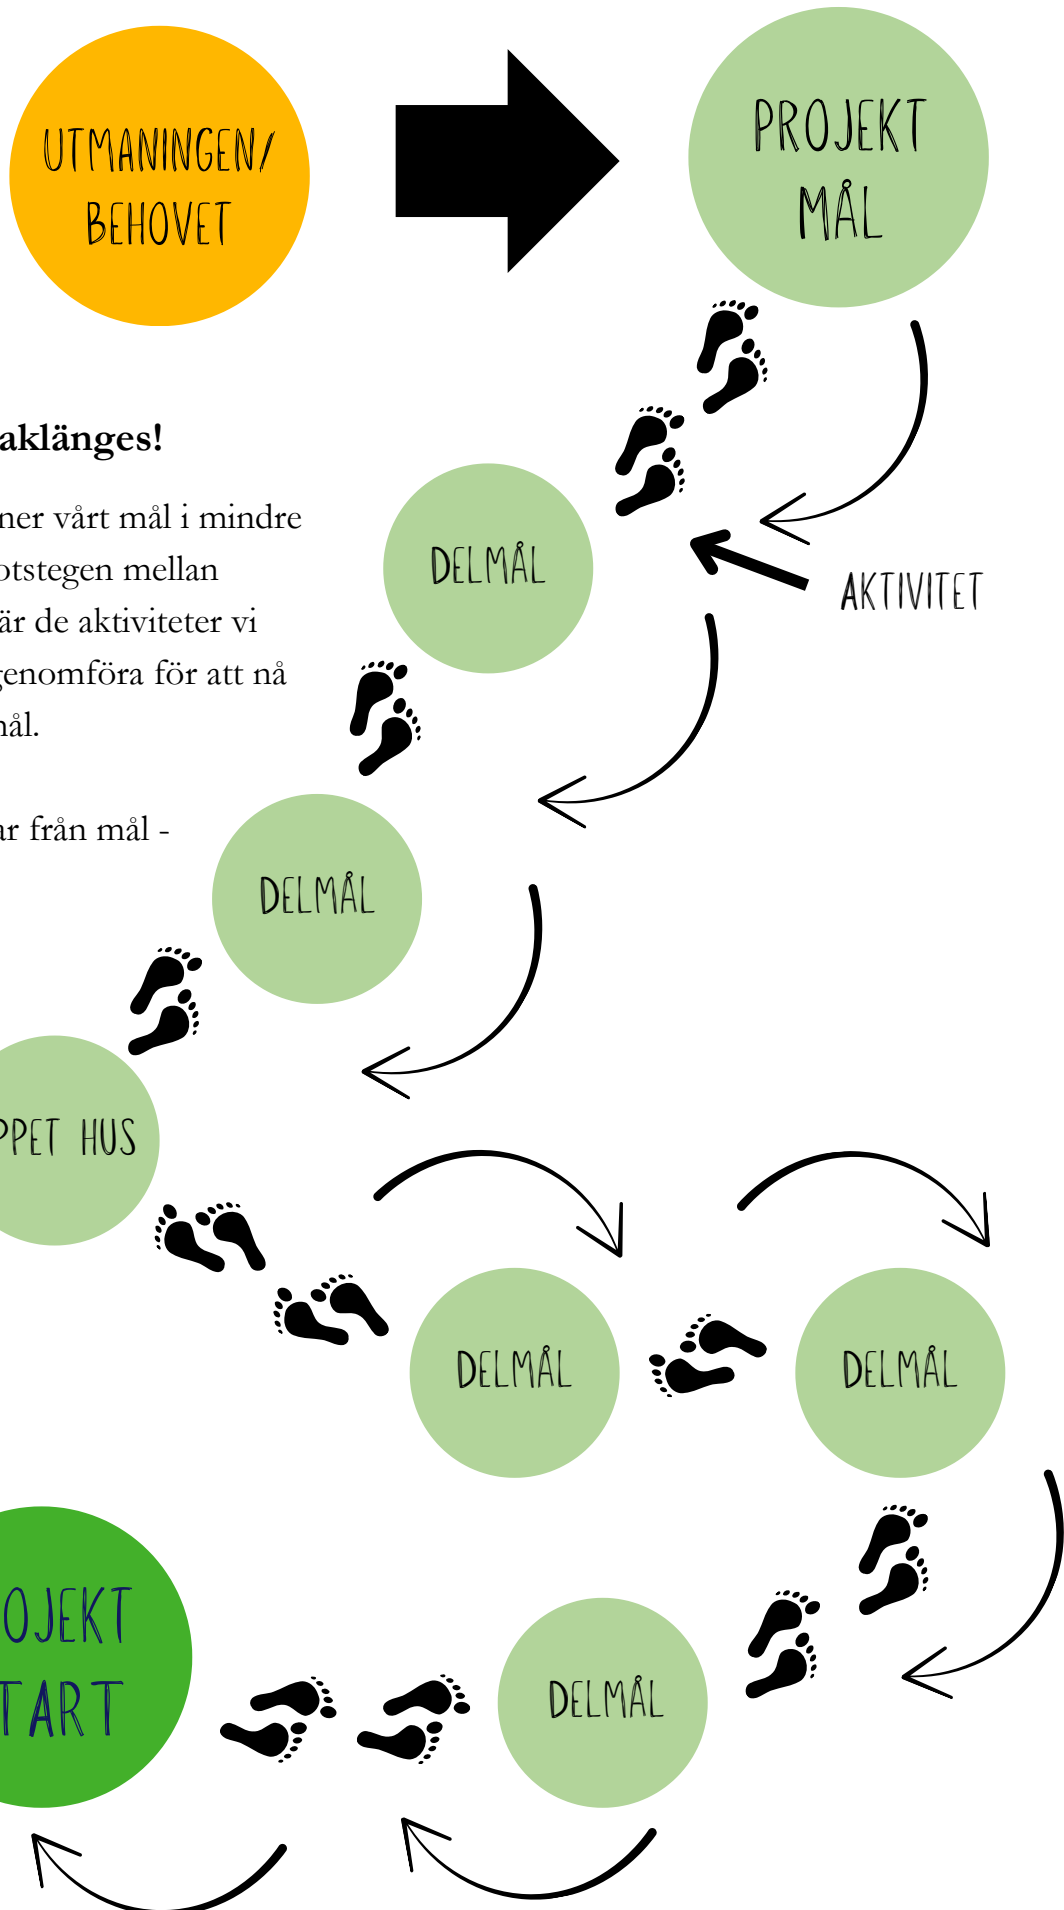 UTMANINGEN/
BEHOVET
PROJEKT
MÅL
aklänges!
ner vårt mål i mindre
otstegen mellan
är de aktiviteter vi
genomföra för att nå
mål.
ar från mål -
DELMÅL
AKTIVITET
DELMÅL
PPET HUS
DELMÅL
DELMÅL
OJEKT
TART
DELMÅL